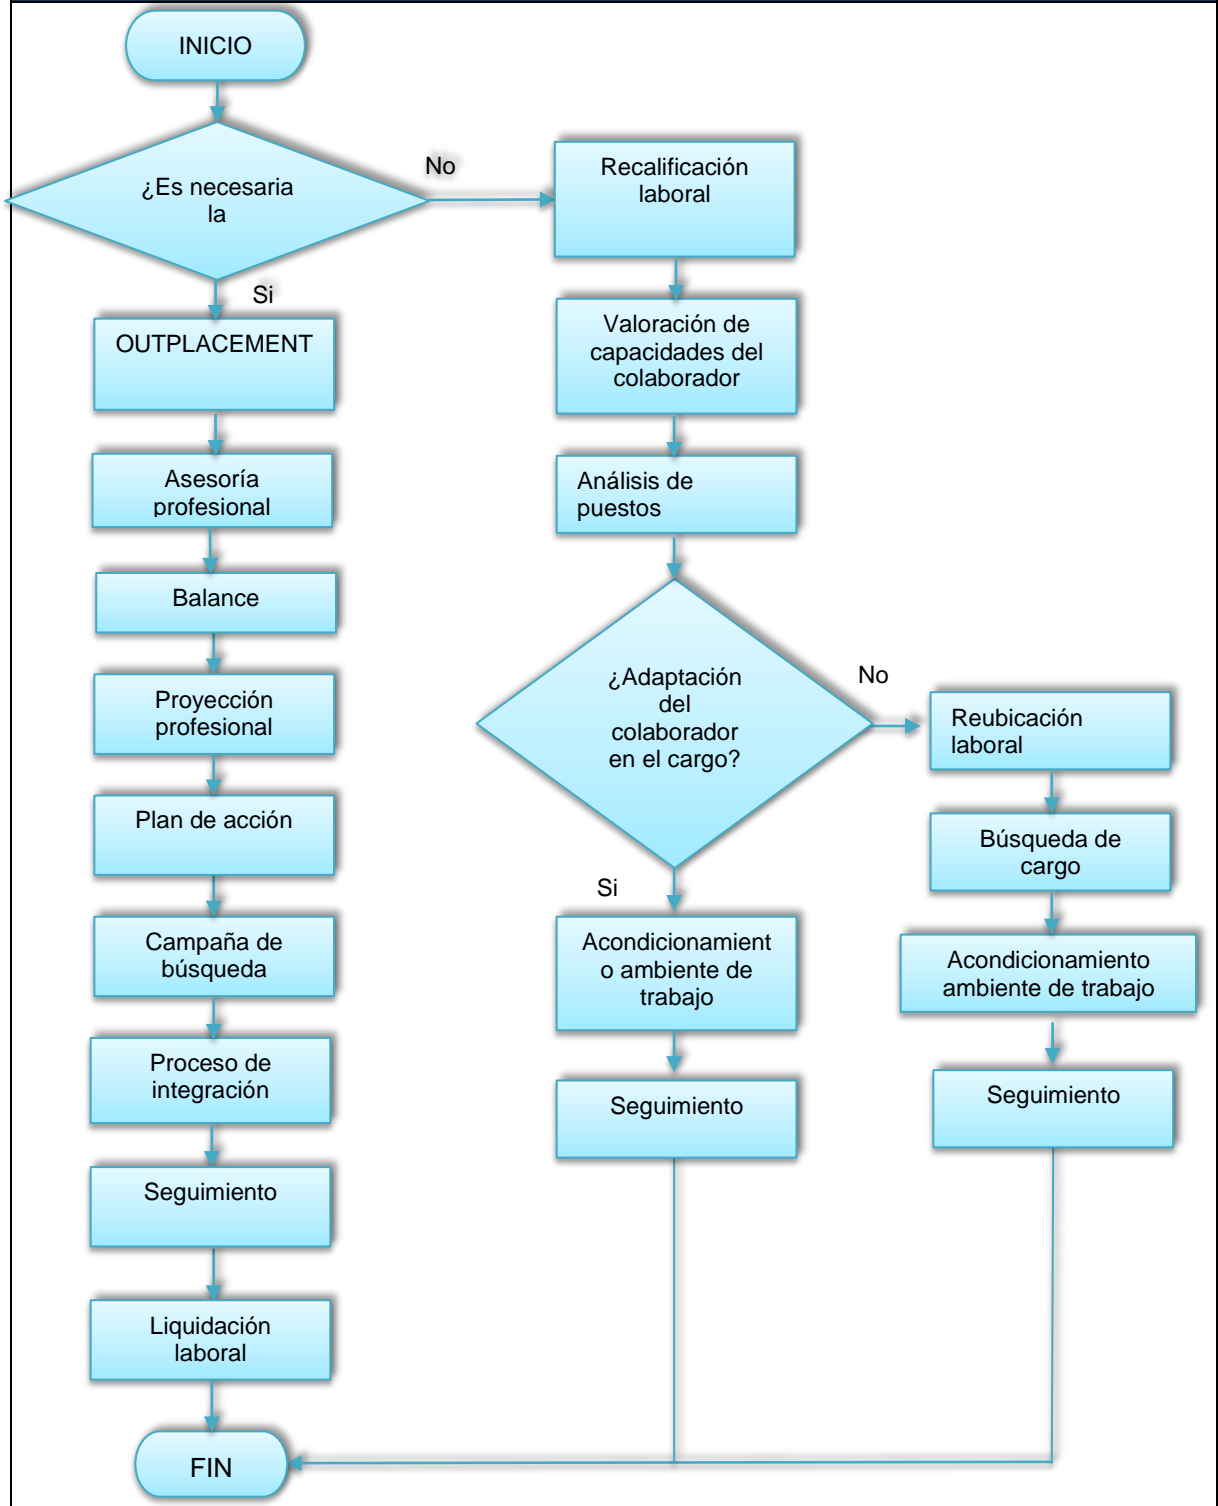 INICIO
¿Es necesaria
la
No
Si
Recalificación
laboral
OUTPLACEMENT
Valoración de
capacidades del
colaborador
Asesoría
profesional
Análisis de
puestos
Balance
Proyección
profesional
¿Adaptación
del
colaborador
en el cargo?
No
Si
Reubicación
laboral
Plan de acción
Búsqueda de
cargo
Campaña de
búsqueda
Acondicionamient
o ambiente de
trabajo
Acondicionamiento
ambiente de trabajo
Proceso de
integración
Seguimiento
Seguimiento
Seguimiento
Liquidación
laboral
FIN